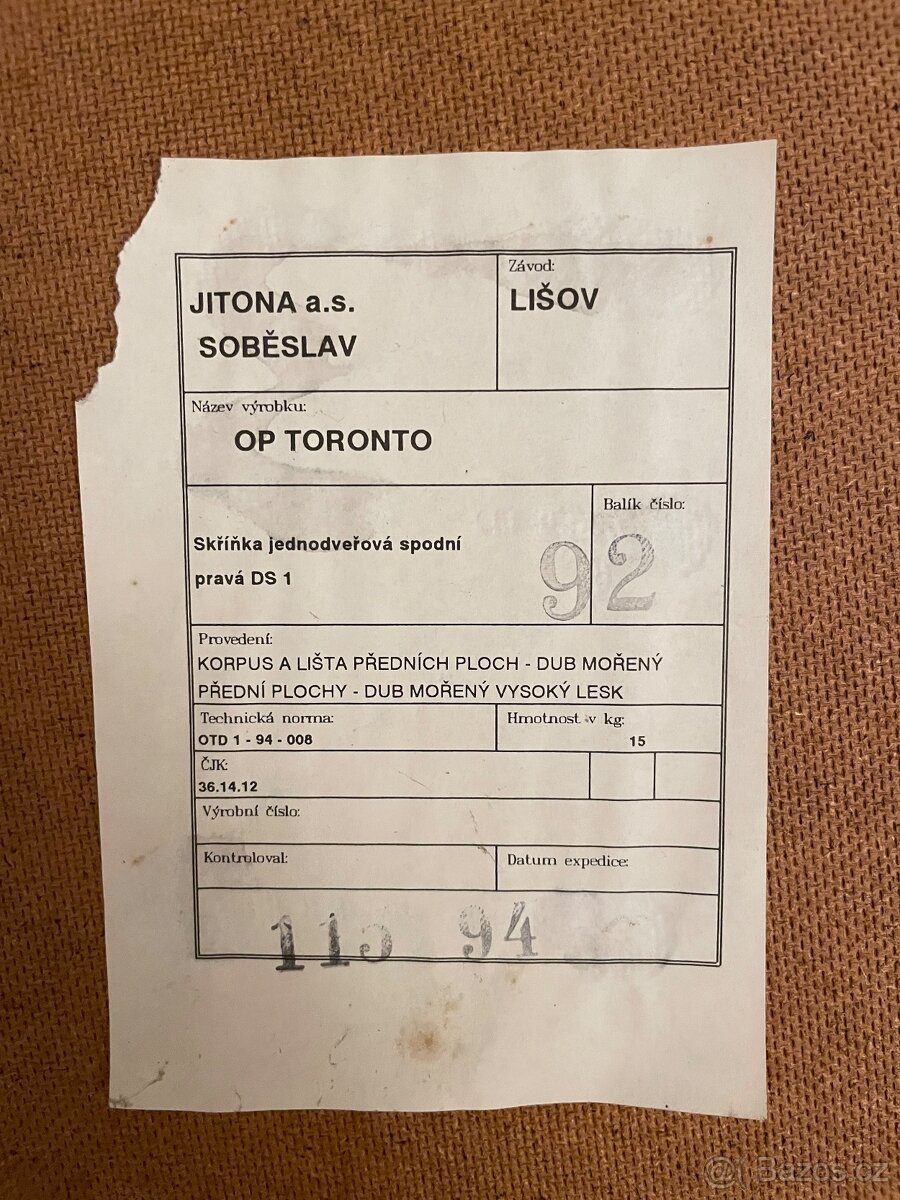 JITONA a.s.
SOBĚSLAV
Závod:
LIŠOV
Název výrobku:
OP TORONTO
Skříňka jednodveřová spodní
pravá DS 1
Balík číslo:
92
Provedení:
KORPUS A LIŠTA PŘEDNÍCH PLOCH - DUB MOŘENÝ
PŘEDNÍ PLOCHY - DUB MOŘENÝ VYSOKÝ LESK
Technická norma:
OTD 1 - 94 - 008
Hmotnost v kg:
15
ČJK:
36.14.12
Výrobní číslo:
Kontroloval:
Datum expedice:
115 94
Bazos.cz